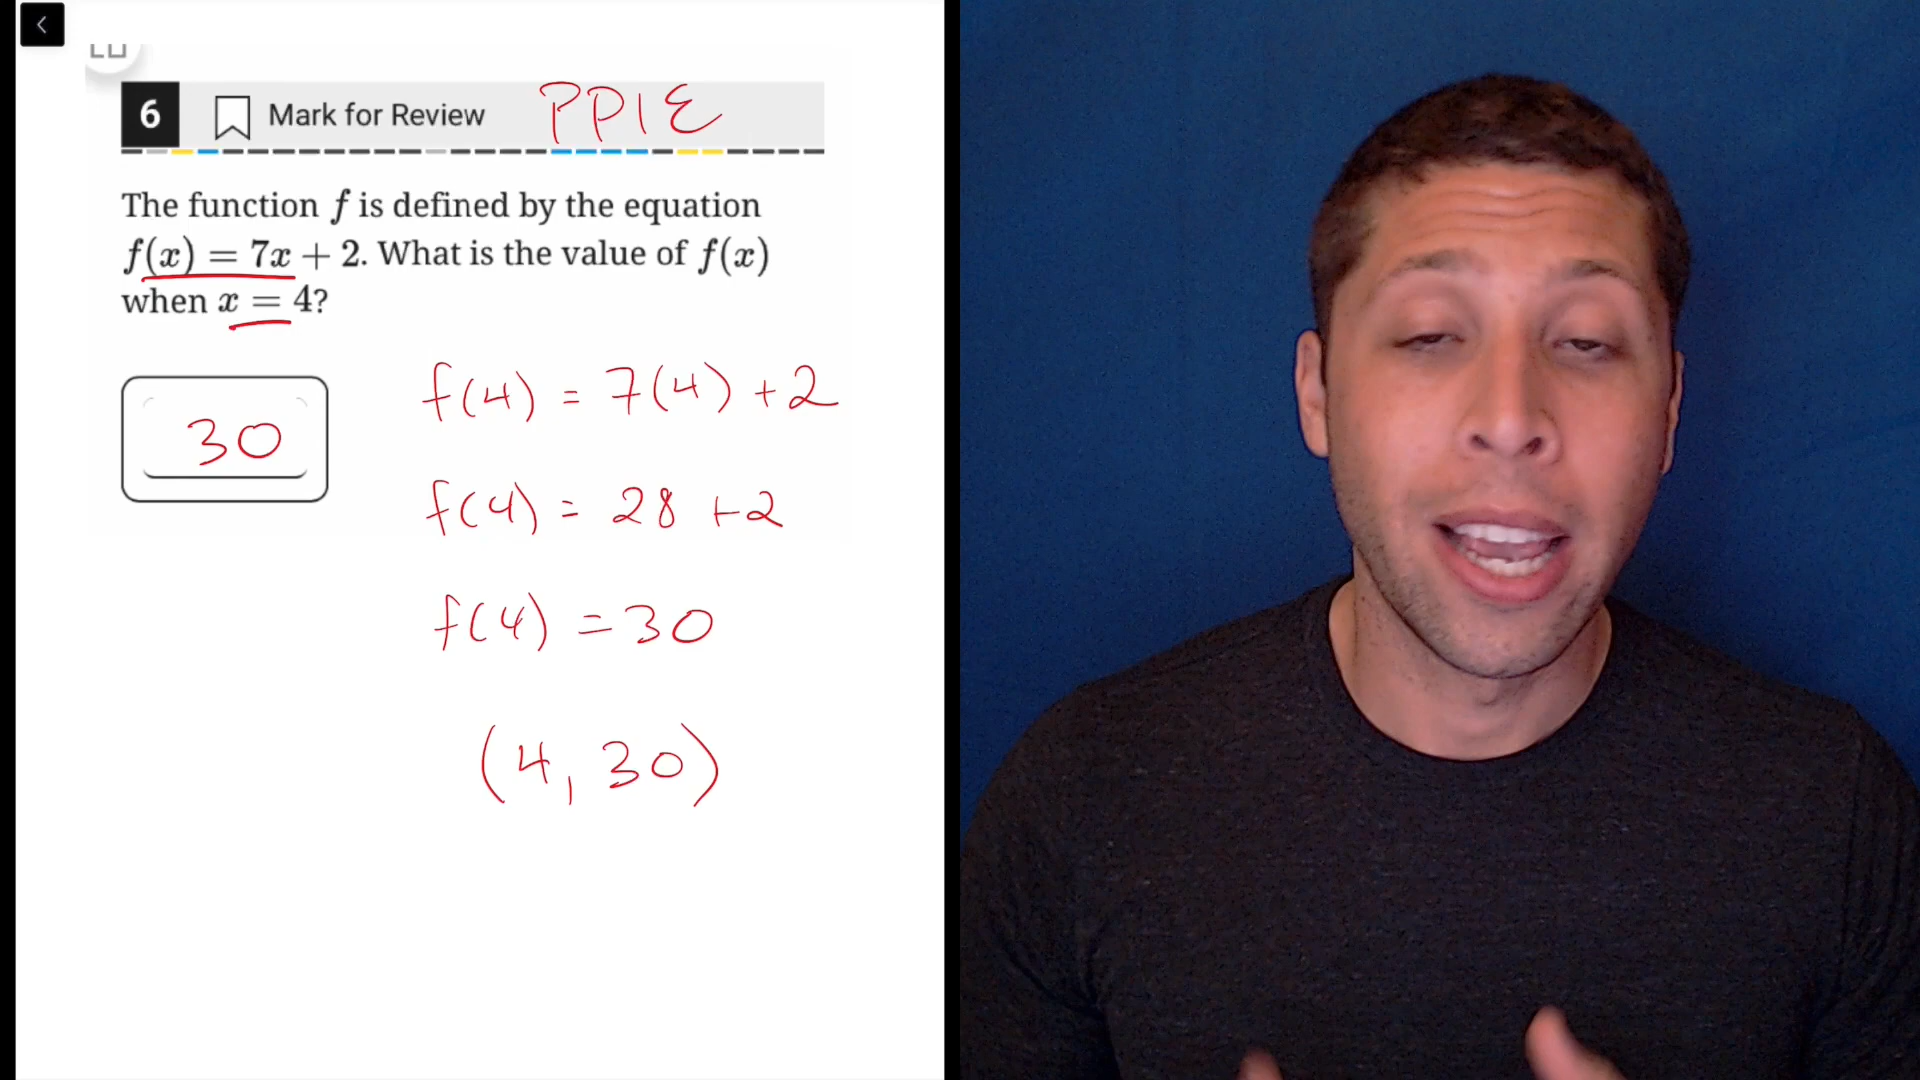 6 Mark for Review PPIE
The function f is defined by the equation
f(x) = 7x + 2. What is the value of f(x)
when x = 4?
30
f(4) = 7(4) + 2
f(4) = 28 + 2
f(4) = 30
(4, 30)